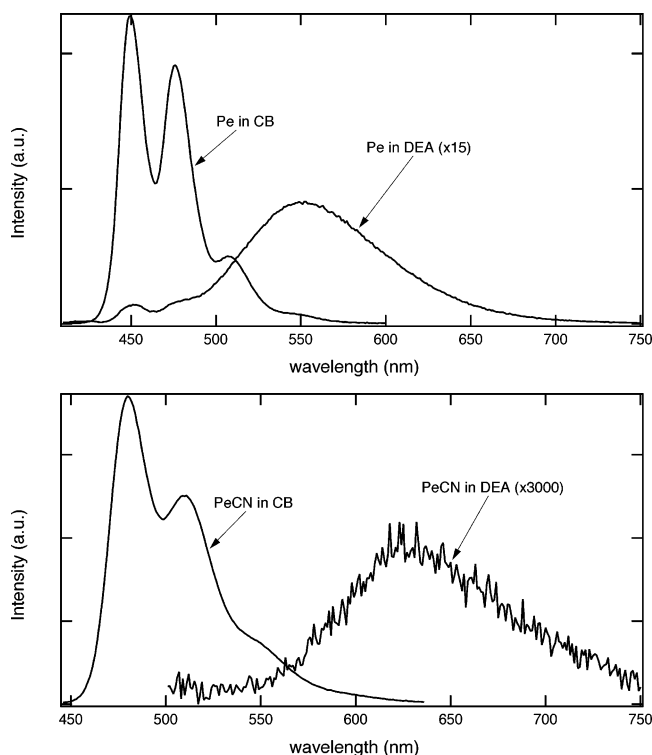 Intensity (a.u.)
Pe in CB
Pe in DEA (x15)
450 500 550 600 650 700 750
wavelength (nm)
Intensity (a.u.)
PeCN in CB
PeCN in DEA (x3000)
450 500 550 600 650 700 750
wavelength (nm)